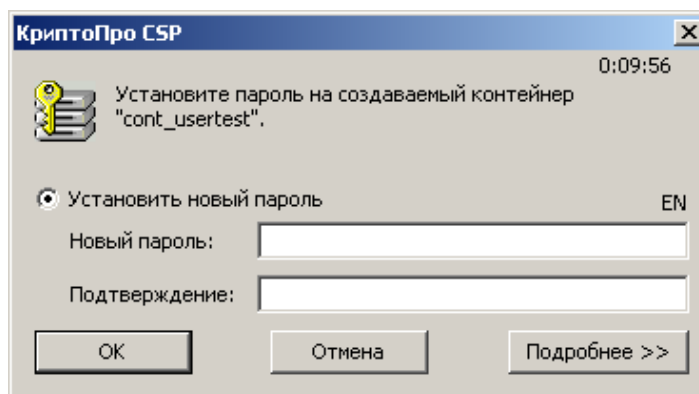 КриптоПро CSP
0:09:56
Установите пароль на создаваемый контейнер
"cont_usertest".
Установить новый пароль
EN
Новый пароль:
Подтверждение:
ОК
Отмена
Подробнее >>